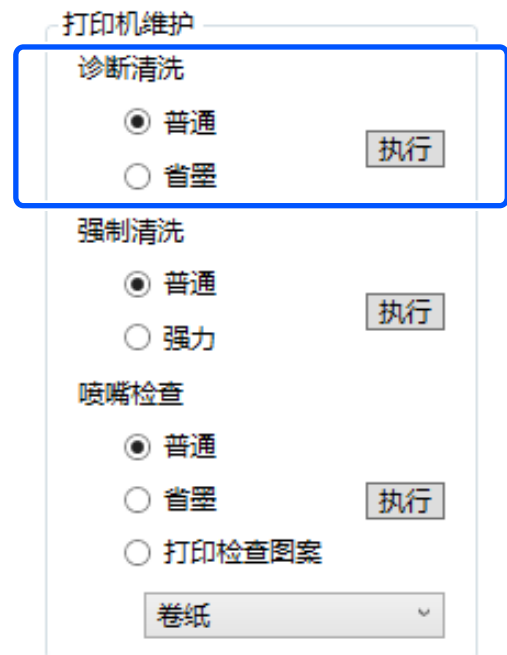 打印机维护
诊断清洗
普通
执行
省墨
强制清洗
普通
执行
强力
喷嘴检查
普通
省墨
执行
打印检查图案
卷纸